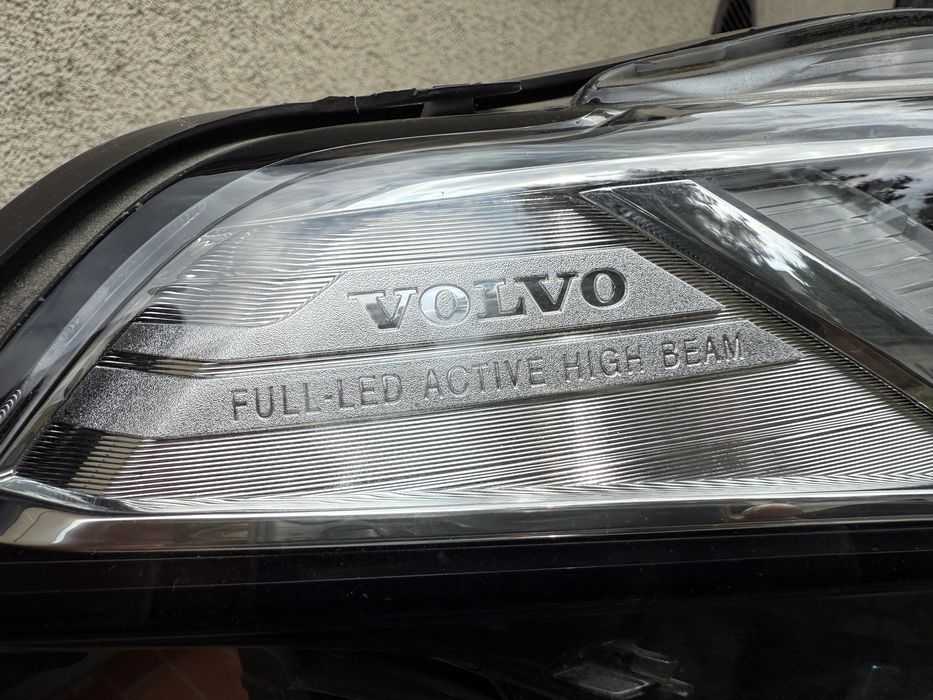 VOLVO
FULL-LED ACTIVE HIGH BEAM